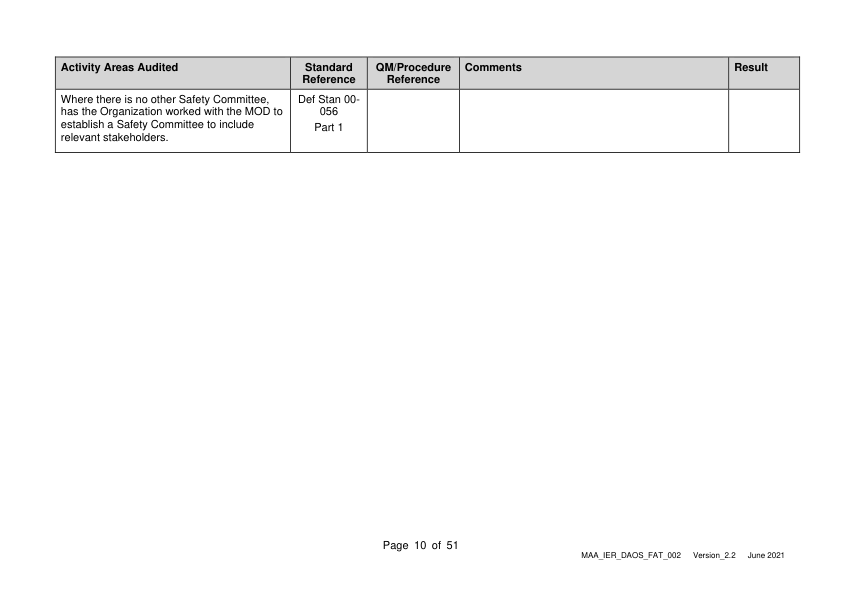 Activity Areas Audited
Standard
Reference
QM/Procedure
Reference
Comments
Result
Where there is no other Safety Committee,
has the Organization worked with the MOD to
establish a Safety Committee to include
relevant stakeholders.
Def Stan 00-
056
Part 1
Page 10 of 51
MAA_IER_DAOS_FAT_002 Version_2.2 June 2021